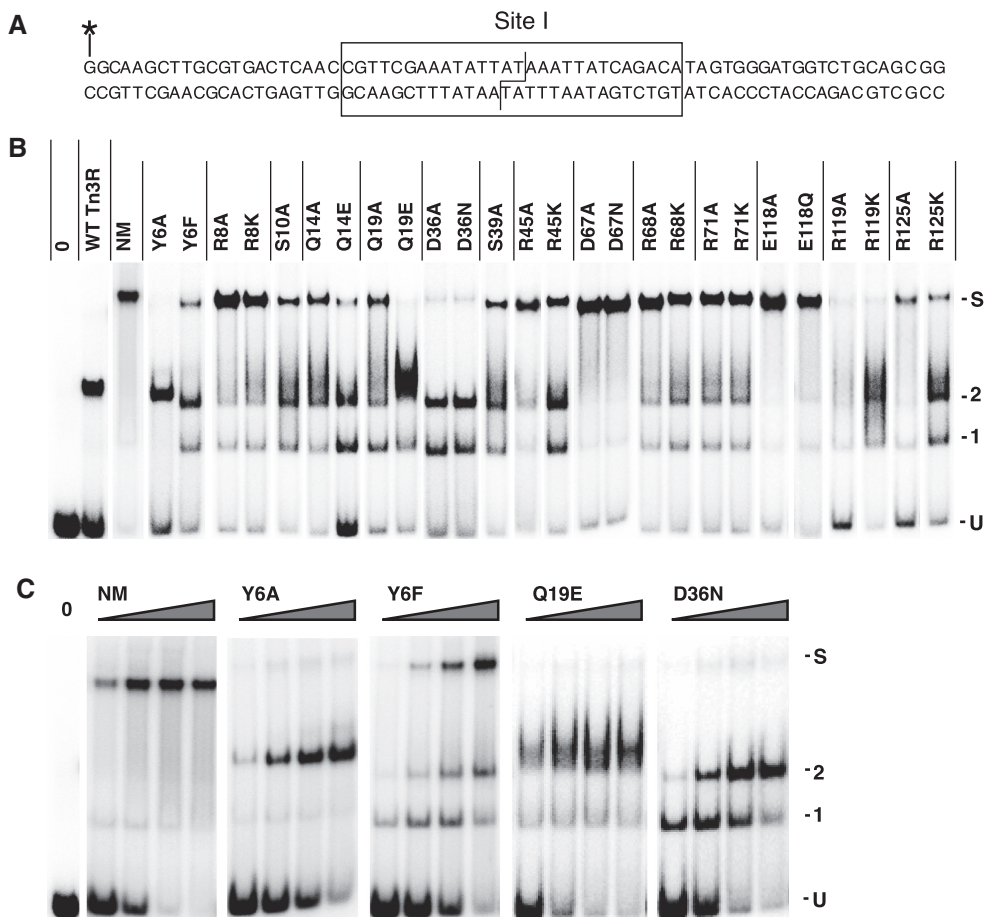 A
*
Site I
GGCAAGCTTGCGTGACTCAACCGTTCGAAATATTATAAATTATCAGACATAGTGGGATGGTCTGCAGCGG
CCGTTCGAACGCACTGAGTTGGCAAGCTTTATAATATTTAATAGTCTGTATCACCCTACCAGACGTCGCC
B
0 WT Tn3R NM Y6A Y6F R8A R8K S10A Q14A Q14E Q19A Q19E D36A D36N S39A R45A R45K D67A D67N R68A R68K R71A R71K E118A E118Q R119A R119K R125A R125K
-S
-2
-1
-U
C
0 NM Y6A Y6F Q19E D36N
-S
-2
-1
-U